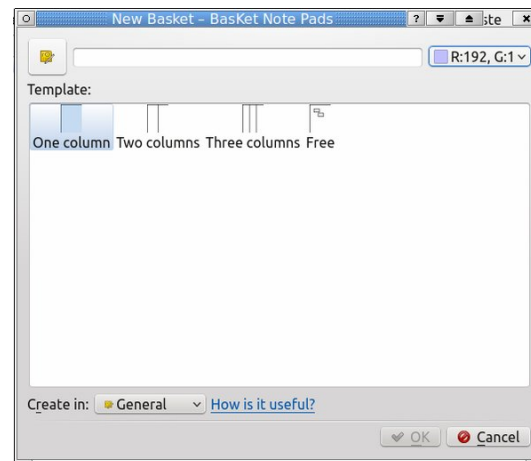 New Basket – BasKet Note Pads ? ste
R:192, G:1
Template:
One column Two columns Three columns Free
Create in: General How is it useful?
OK Cancel